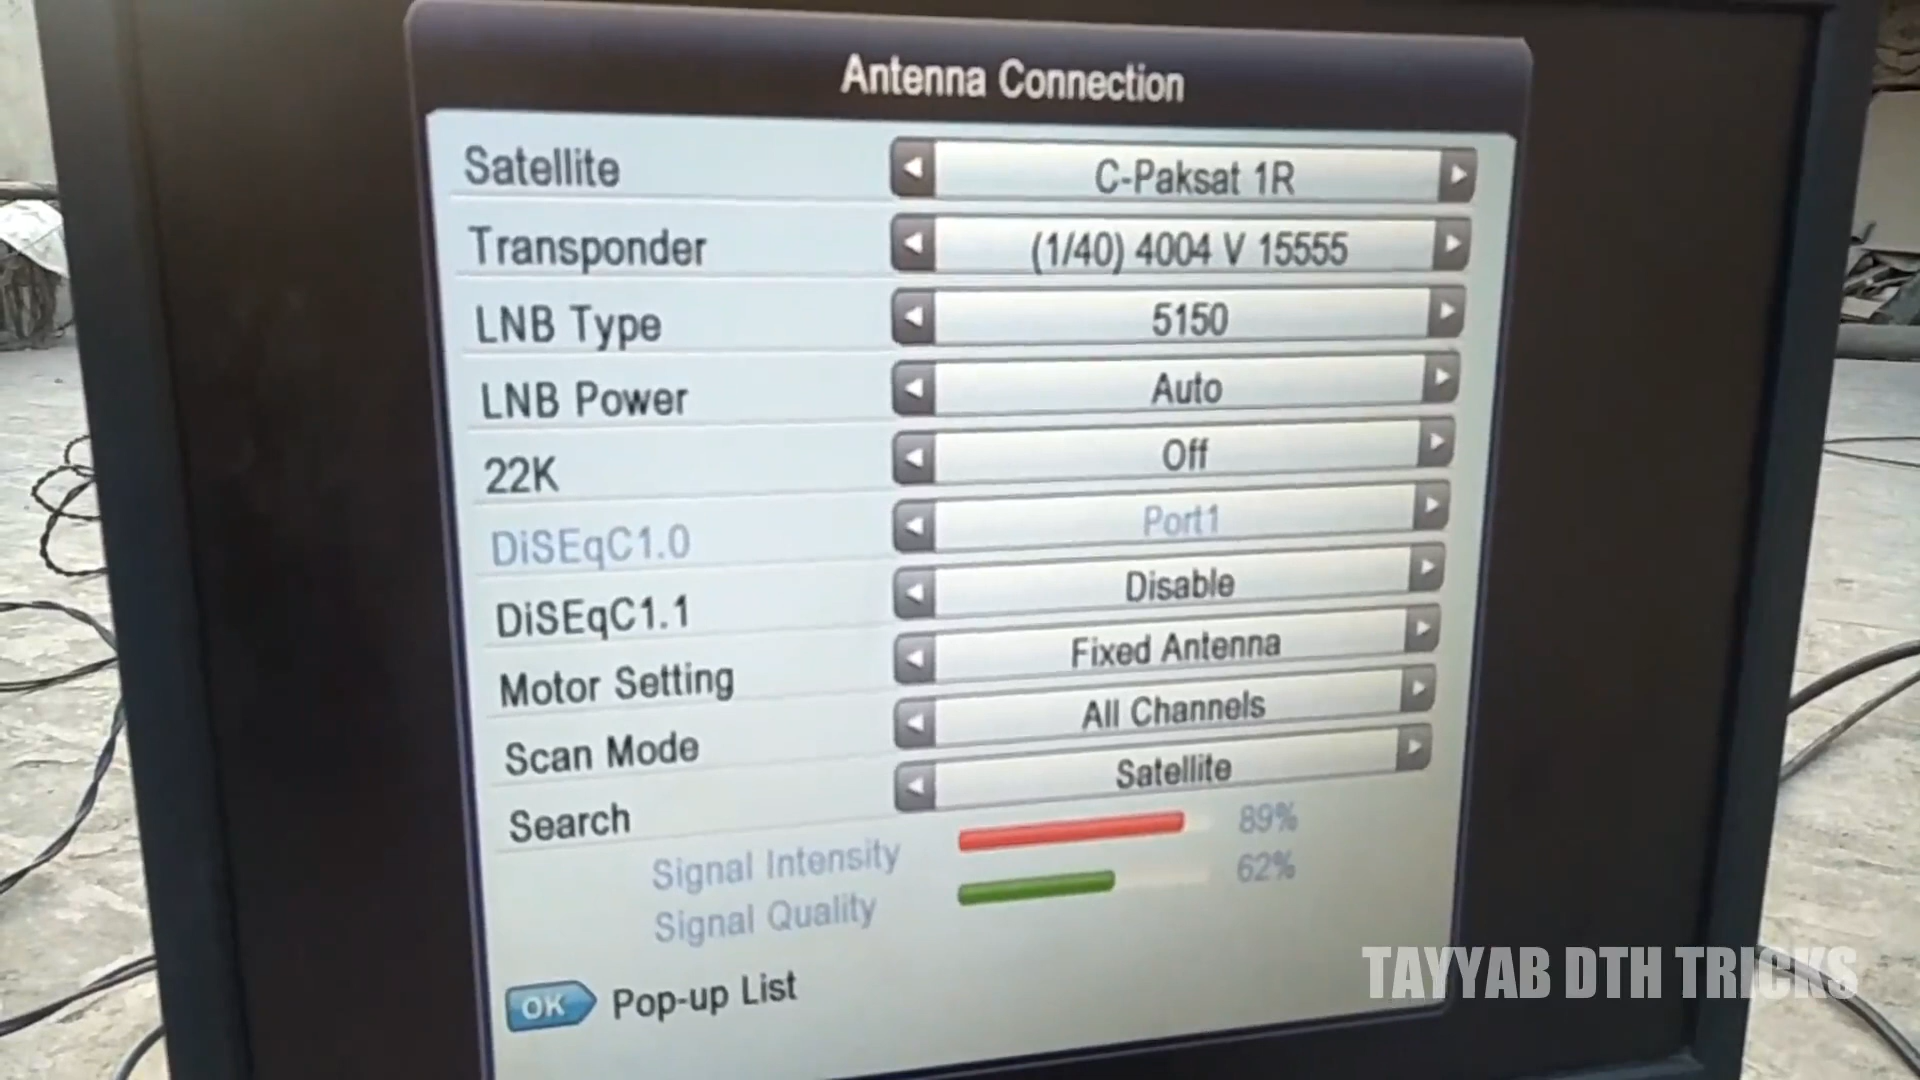 Antenna Connection
Satellite C-Paksat 1R
Transponder (1/40) 4004 V 15555
LNB Type 5150
LNB Power Auto
22K Off
DiSEqC1.0 Port1
DiSEqC1.1 Disable
Motor Setting Fixed Antenna
Scan Mode All Channels
Search Satellite
Signal Intensity 89%
Signal Quality 62%
OK Pop-up List
TAYYAB DTH TRICKS